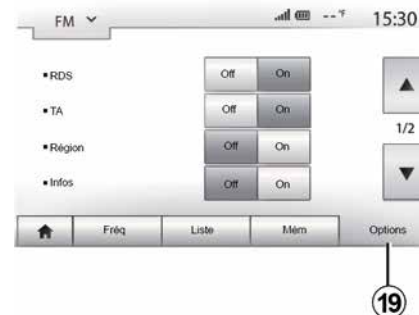 FM --°F 15:30
RDS Off On
TA Off On
1/2
Région Off On
Infos Off On
Fréq Liste Mém Options
19